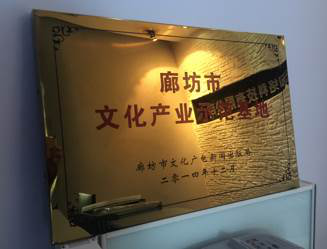 廊坊市
文化产业示范基地
廊坊市文化广电新闻出版局
二零一四年十二月